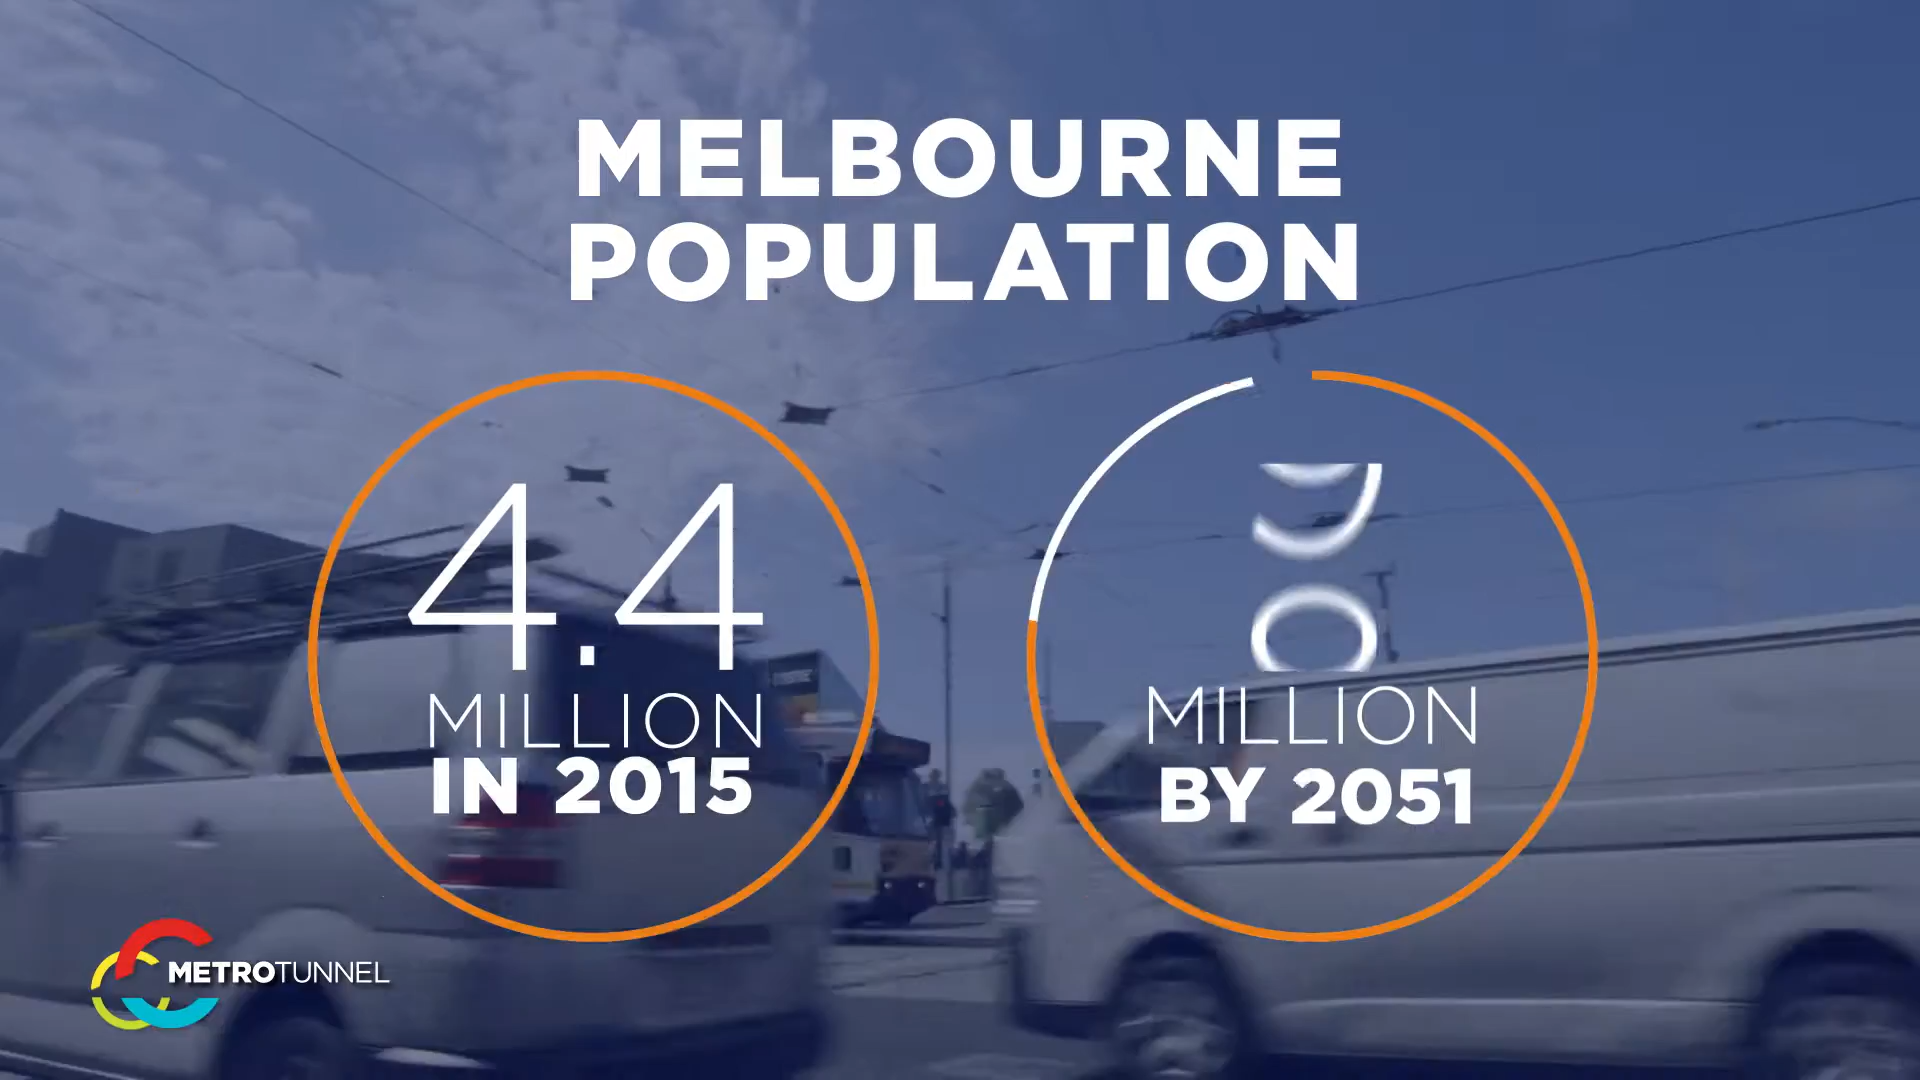 MELBOURNE
POPULATION
4.4
MILLION
IN 2015
MILLION
BY 2051
METROTUNNEL